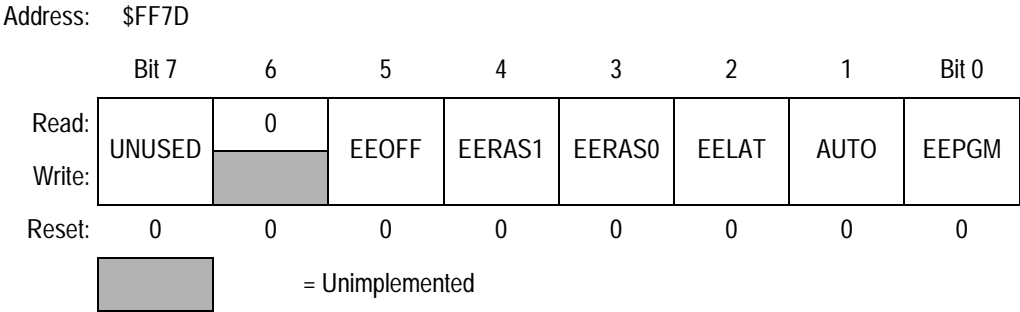 Address: $FF7D
Bit 7 6 5 4 3 2 1 Bit 0
Read: UNUSED 0 EEOFF EERAS1 EERAS0 EELAT AUTO EEPGM
Write:
Reset: 0 0 0 0 0 0 0 0
= Unimplemented